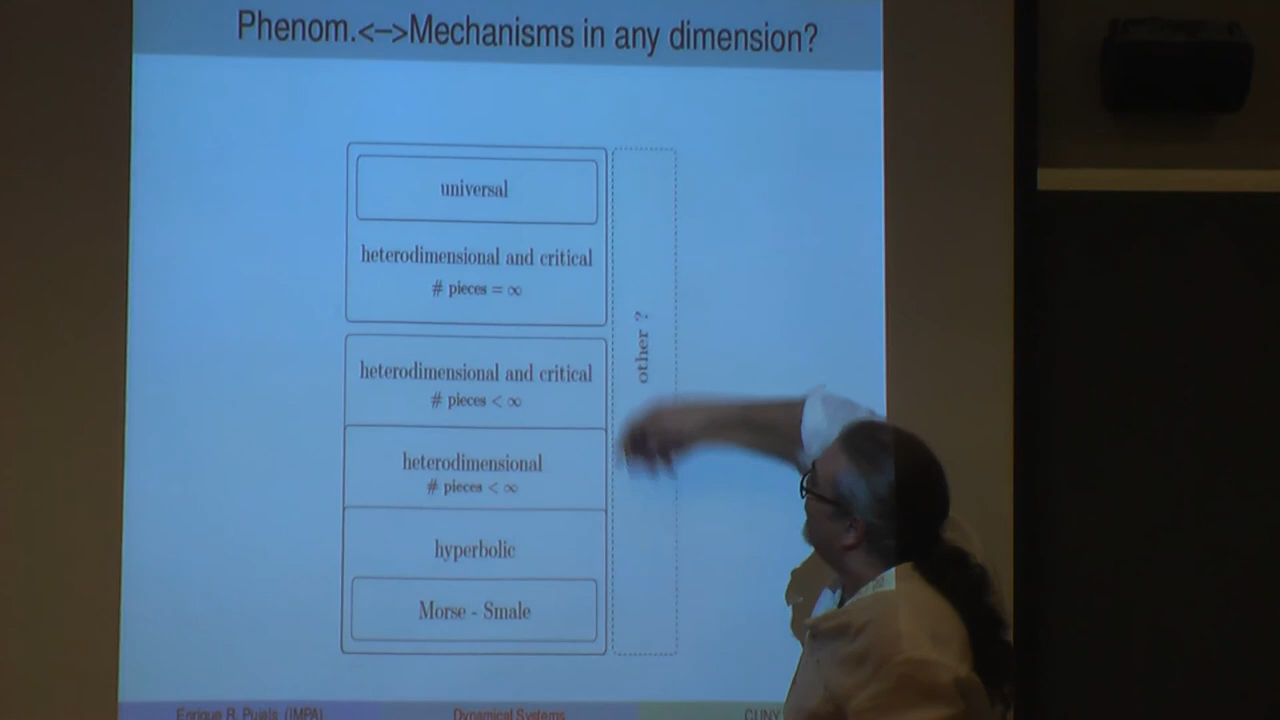 Phenom.<–>Mechanisms in any dimension?
universal
heterodimensional and critical
# pieces = ∞
heterodimensional and critical
# pieces < ∞
heterodimensional
# pieces < ∞
hyperbolic
Morse - Smale
other ?
Enrique R. Pujals (IMPA)
Dynamical Systems
CUNY